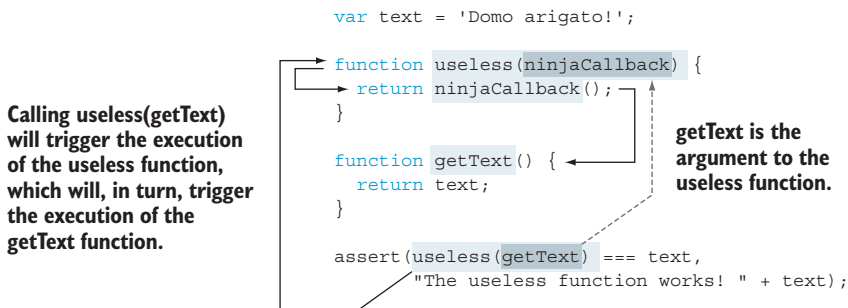 var text = 'Domo arigato!';
function useless(ninjaCallback) {
return ninjaCallback();
}
function getText() {
return text;
}
assert(useless(getText) === text,
"The useless function works! " + text);
Calling useless(getText)
will trigger the execution
of the useless function,
which will, in turn, trigger
the execution of the
getText function.
getText is the
argument to the
useless function.